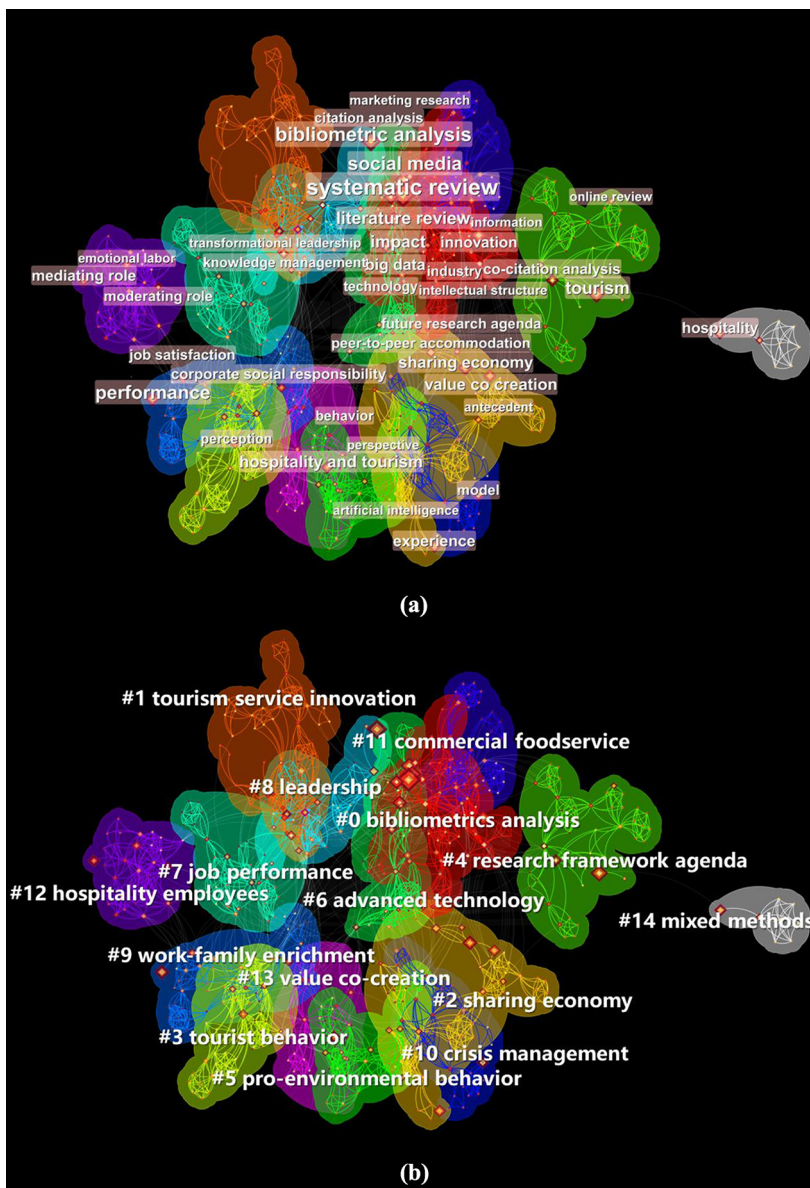 marketing research
citation analysis
bibliometric analysis
social media
systematic review
online review
literature review
information
transformational leadership
impact
innovation
emotional labor
knowledge management
big data
industry
co-citation analysis
mediating role
technology
intellectual structure
tourism
moderating role
future research agenda
hospitality
peer-to-peer accommodation
job satisfaction
sharing economy
corporate social responsibility
value co creation
performance
behavior
antecedent
perception
perspective
hospitality and tourism
model
artificial intelligence
experience
(a)
#1 tourism service innovation
#11 commercial foodservice
#8 leadership
#0 bibliometrics analysis
#4 research framework agenda
#7 job performance
#12 hospitality employees
#6 advanced technology
#14 mixed methods
#9 work-family enrichment
#13 value co-creation
#2 sharing economy
#3 tourist behavior
#10 crisis management
#5 pro-environmental behavior
(b)